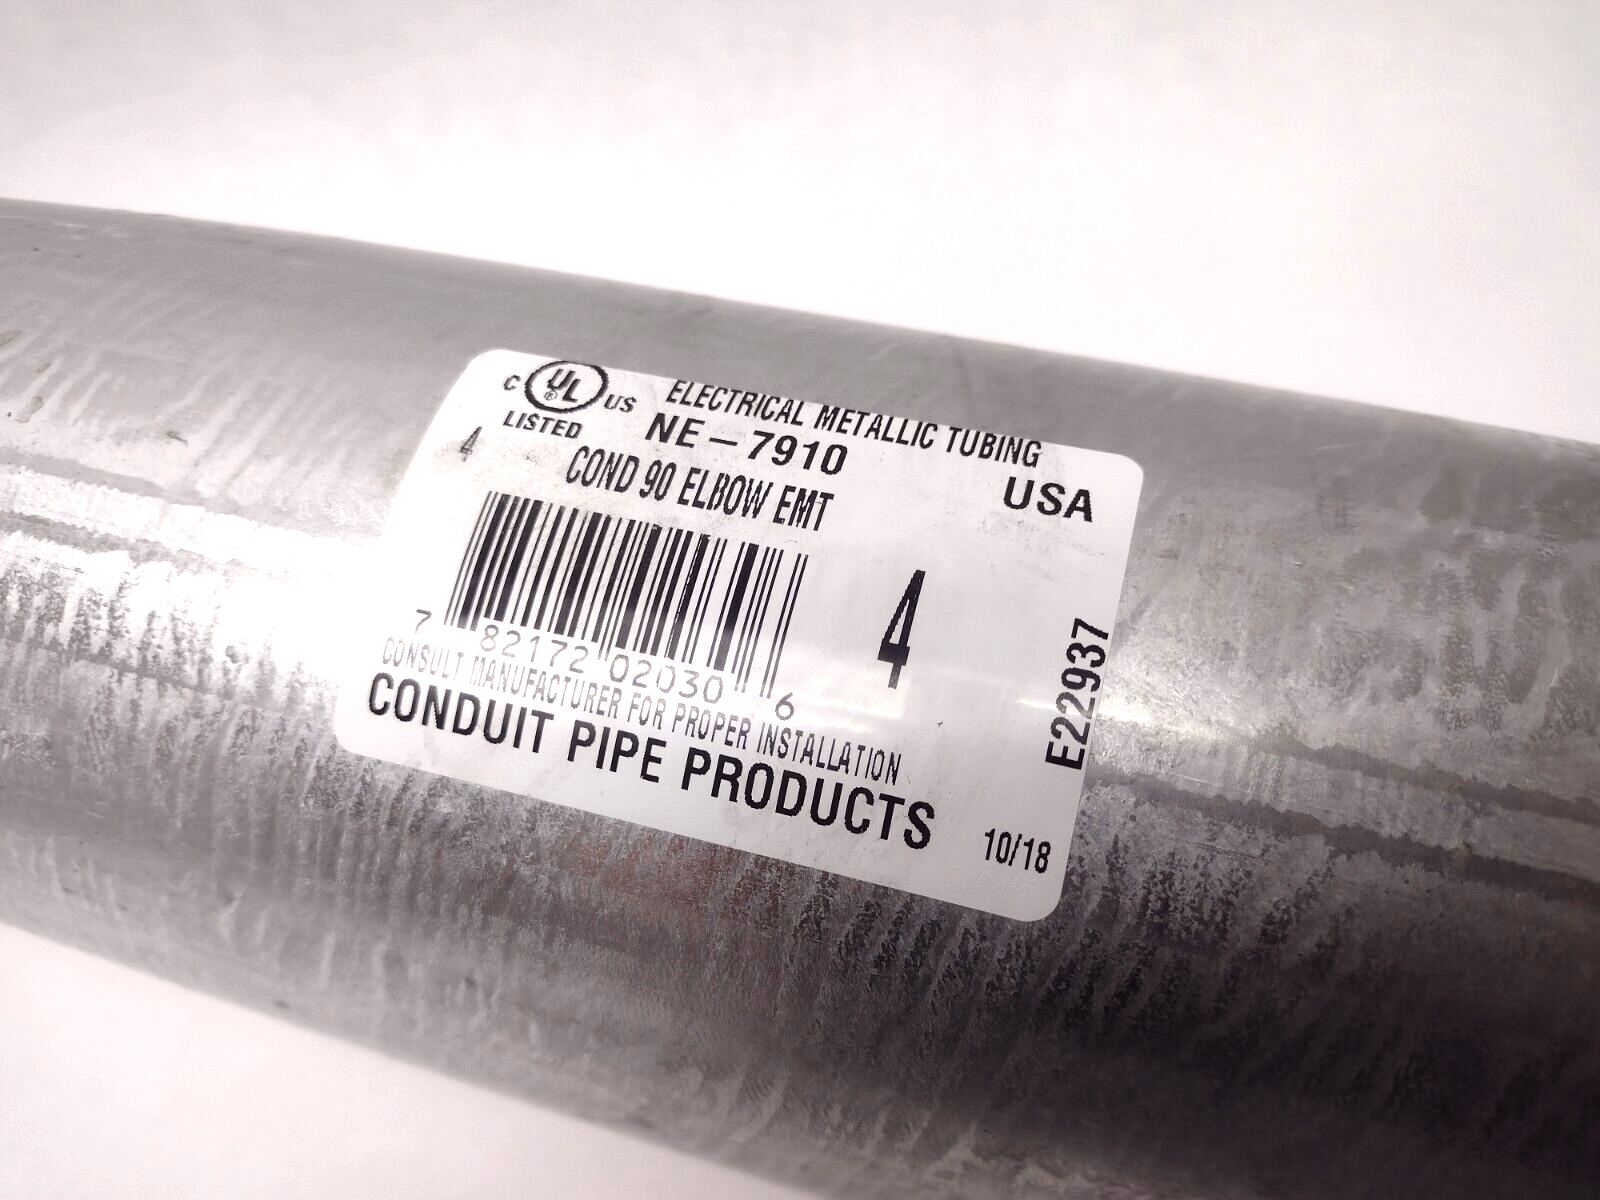 C UL® US
LISTED
ELECTRICAL METALLIC TUBING
NE-7910
4
COND 90 ELBOW EMT
USA
4
7 82172 02030 6
CONSULT MANUFACTURER FOR PROPER INSTALLATION
CONDUIT PIPE PRODUCTS
E22937
10/18